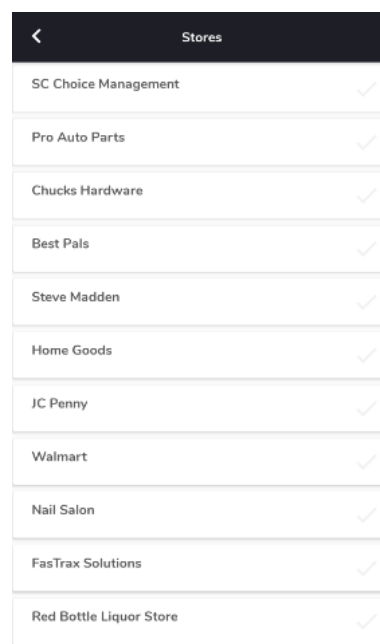 Stores
SC Choice Management
Pro Auto Parts
Chucks Hardware
Best Pals
Steve Madden
Home Goods
JC Penny
Walmart
Nail Salon
FasTrax Solutions
Red Bottle Liquor Store